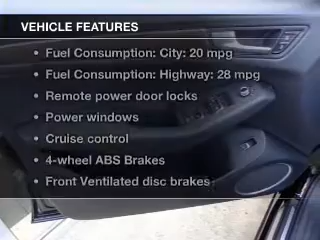 VEHICLE FEATURES
• Fuel Consumption: City: 20 mpg
• Fuel Consumption: Highway: 28 mpg
• Remote power door locks
• Power windows
• Cruise control
• 4-wheel ABS Brakes
• Front Ventilated disc brakes